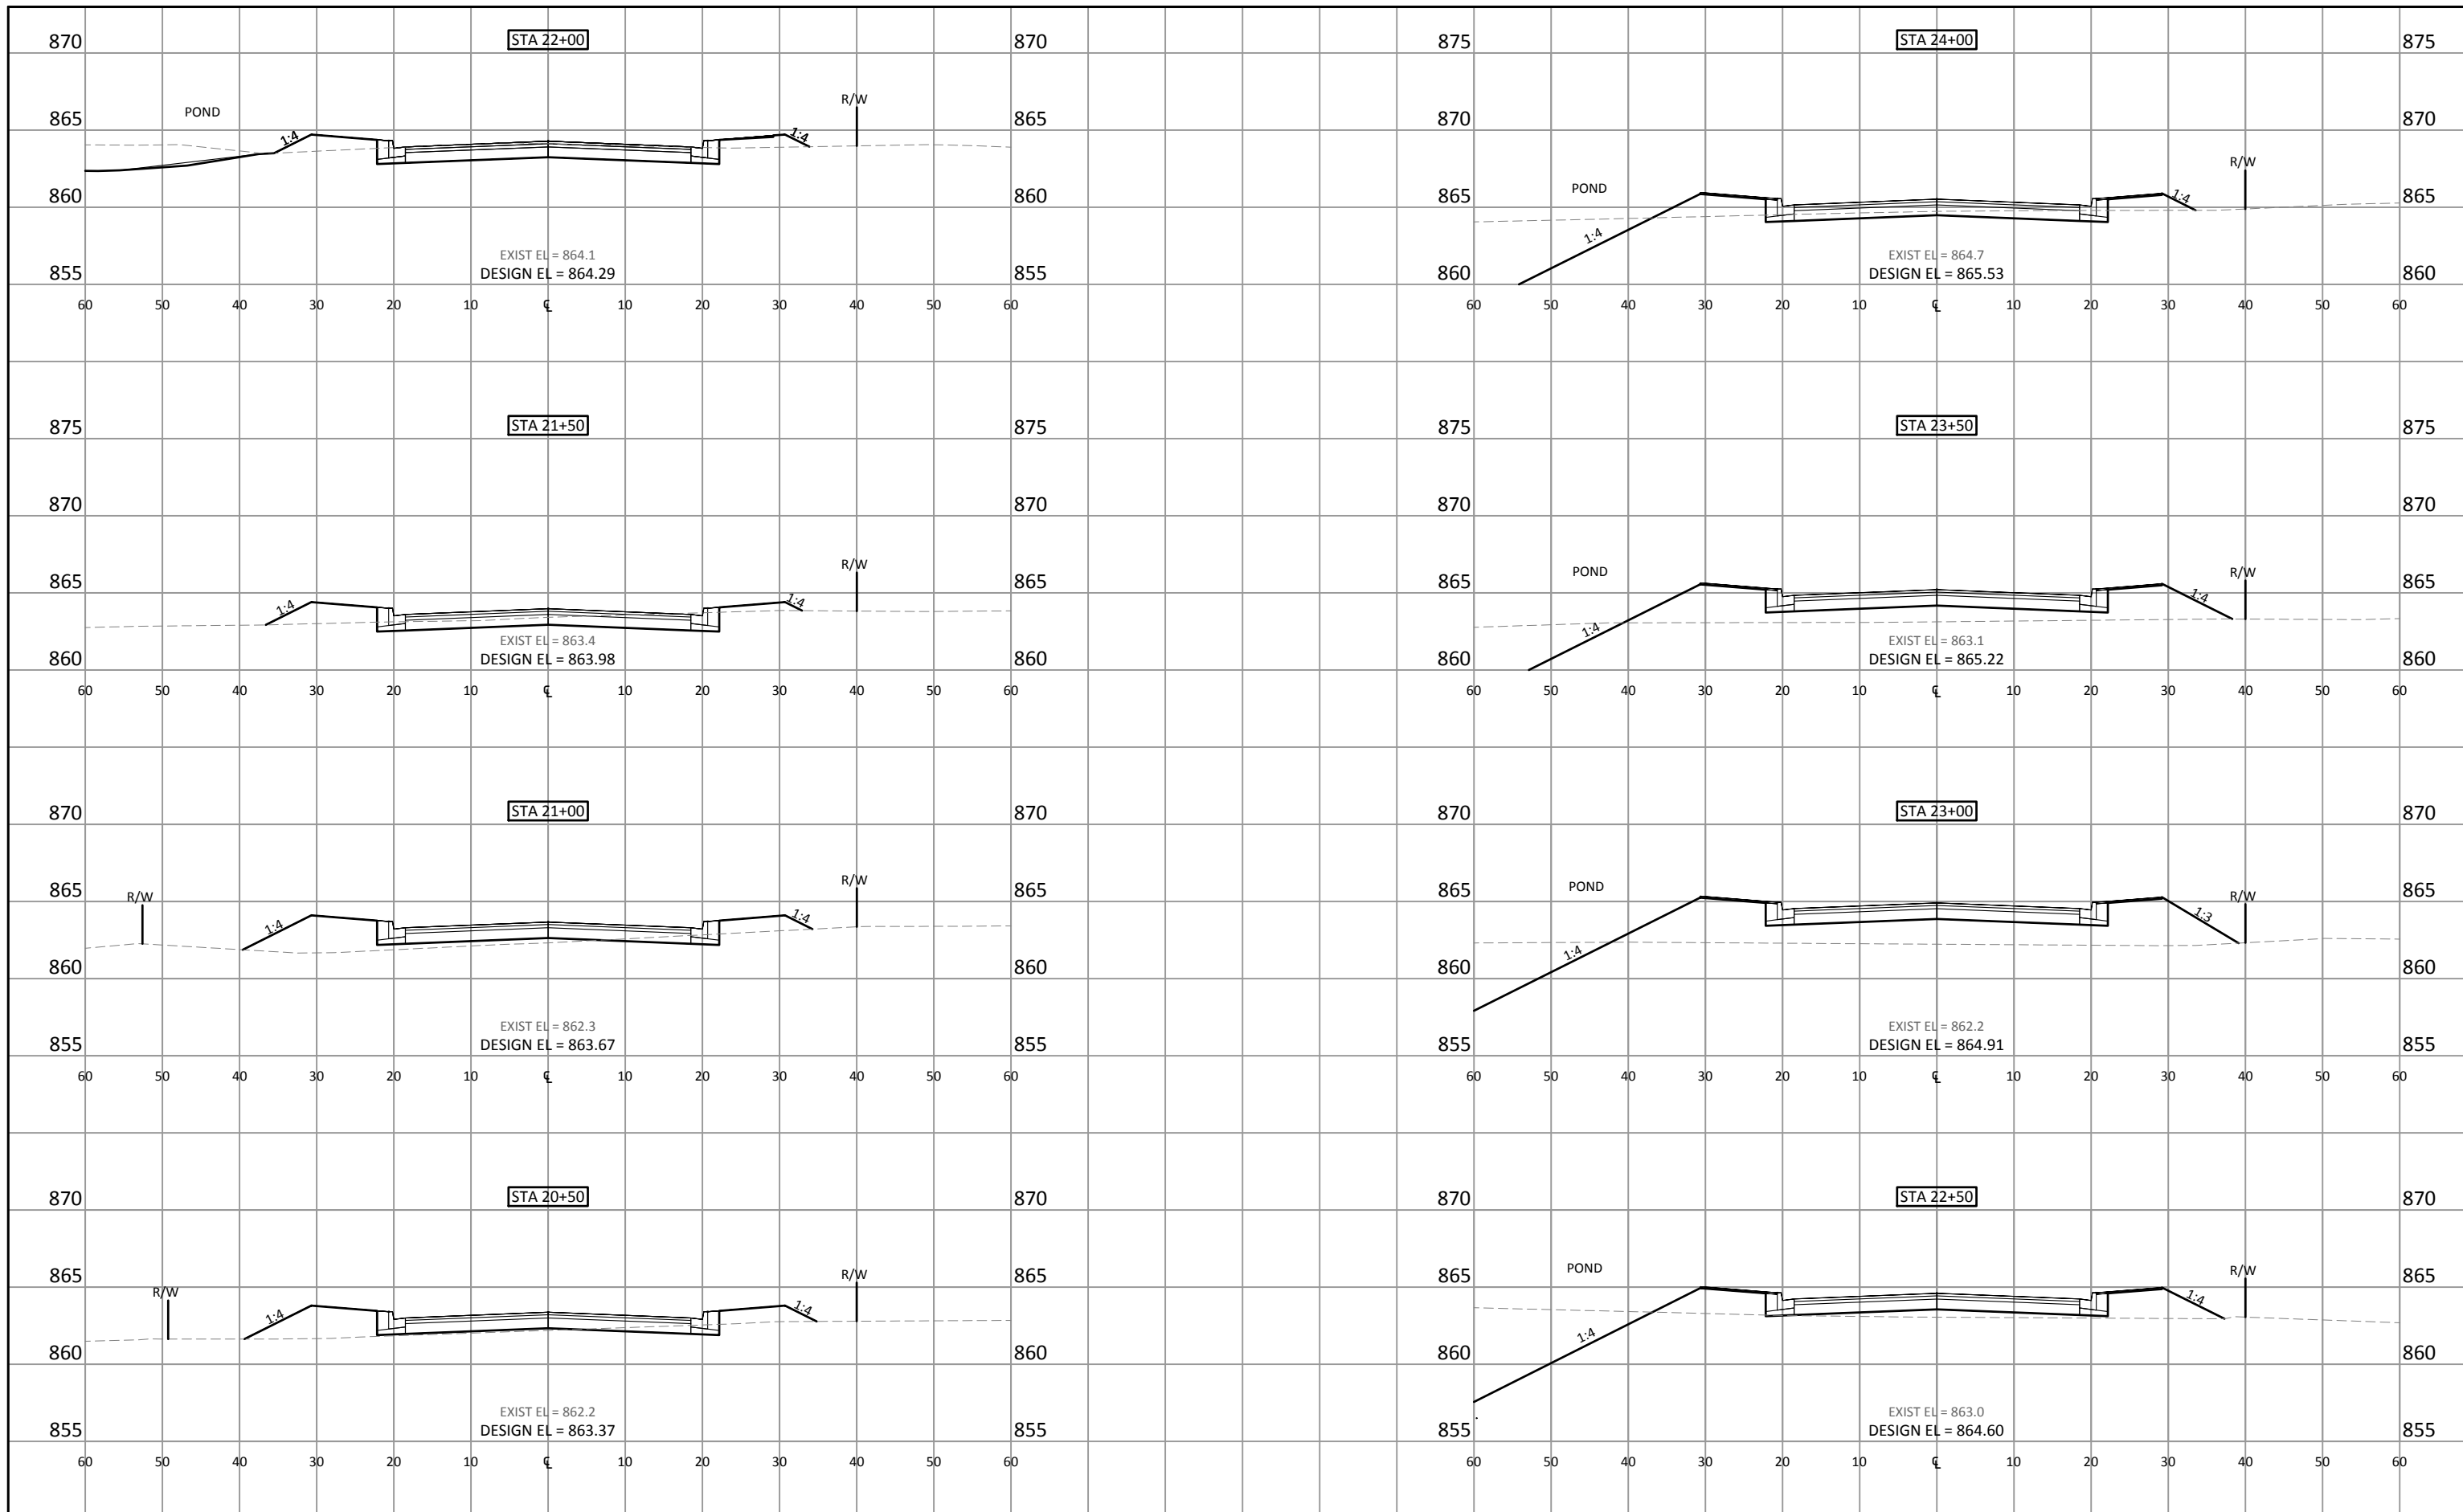 STA 22+00
870 870
POND
R/W
865 1:4 1:4 865
860 860
EXIST EL = 864.1
855 DESIGN EL = 864.29 855
60 50 40 30 20 10 ℄ 10 20 30 40 50 60
STA 21+50
875 875
870 870
R/W
865 865
1:4 1:4
EXIST EL = 863.4
860 DESIGN EL = 863.98 860
60 50 40 30 20 10 ℄ 10 20 30 40 50 60
STA 21+00
870 870
R/W
865 865
R/W
1:4 1:4
860 860
EXIST EL = 862.3
855 DESIGN EL = 863.67 855
60 50 40 30 20 10 ℄ 10 20 30 40 50 60
STA 20+50
870 870
865 R/W 865
R/W
1:4 1:4
860 860
EXIST EL = 862.2
855 DESIGN EL = 863.37 855
60 50 40 30 20 10 ℄ 10 20 30 40 50 60
STA 24+00
875 875
870 870
R/W
POND
865 1:4 865
1:4
EXIST EL = 864.7
860 DESIGN EL = 865.53 860
60 50 40 30 20 10 ℄ 10 20 30 40 50 60
STA 23+50
875 875
870 870
POND R/W
865 865
1:4
1:4
EXIST EL = 863.1
860 DESIGN EL = 865.22 860
60 50 40 30 20 10 ℄ 10 20 30 40 50 60
STA 23+00
870 870
POND
865 865
R/W
1:3
1:4
860 860
EXIST EL = 862.2
855 DESIGN EL = 864.91 855
60 50 40 30 20 10 ℄ 10 20 30 40 50 60
STA 22+50
870 870
POND R/W
865 865
1:4
1:4
860 860
EXIST EL = 863.0
855 DESIGN EL = 864.60 855
60 50 40 30 20 10 ℄ 10 20 30 40 50 60